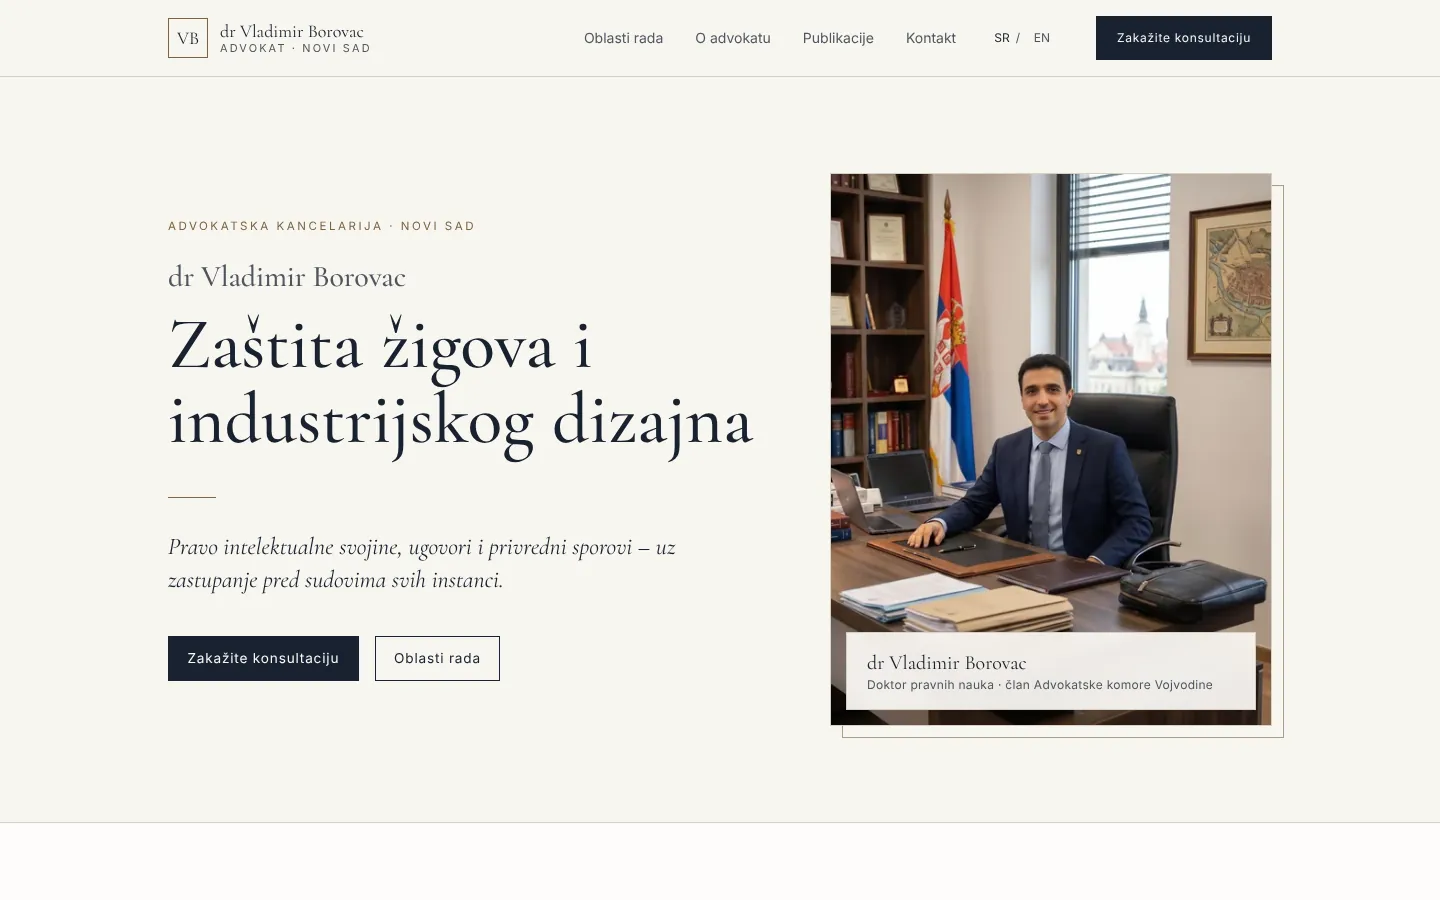 VB
dr Vladimir Borovac
ADVOKAT · NOVI SAD
Oblasti rada
O advokatu
Publikacije
Kontakt
SR / EN
Zakažite konsultaciju
ADVOKATSKA KANCELARIJA · NOVI SAD
dr Vladimir Borovac
Zaštita žigova i
industrijskog dizajna
Pravo intelektualne svojine, ugovori i privredni sporovi – uz
zastupanje pred sudovima svih instanci.
Zakažite konsultaciju
Oblasti rada
dr Vladimir Borovac
Doktor pravnih nauka · član Advokatske komore Vojvodine